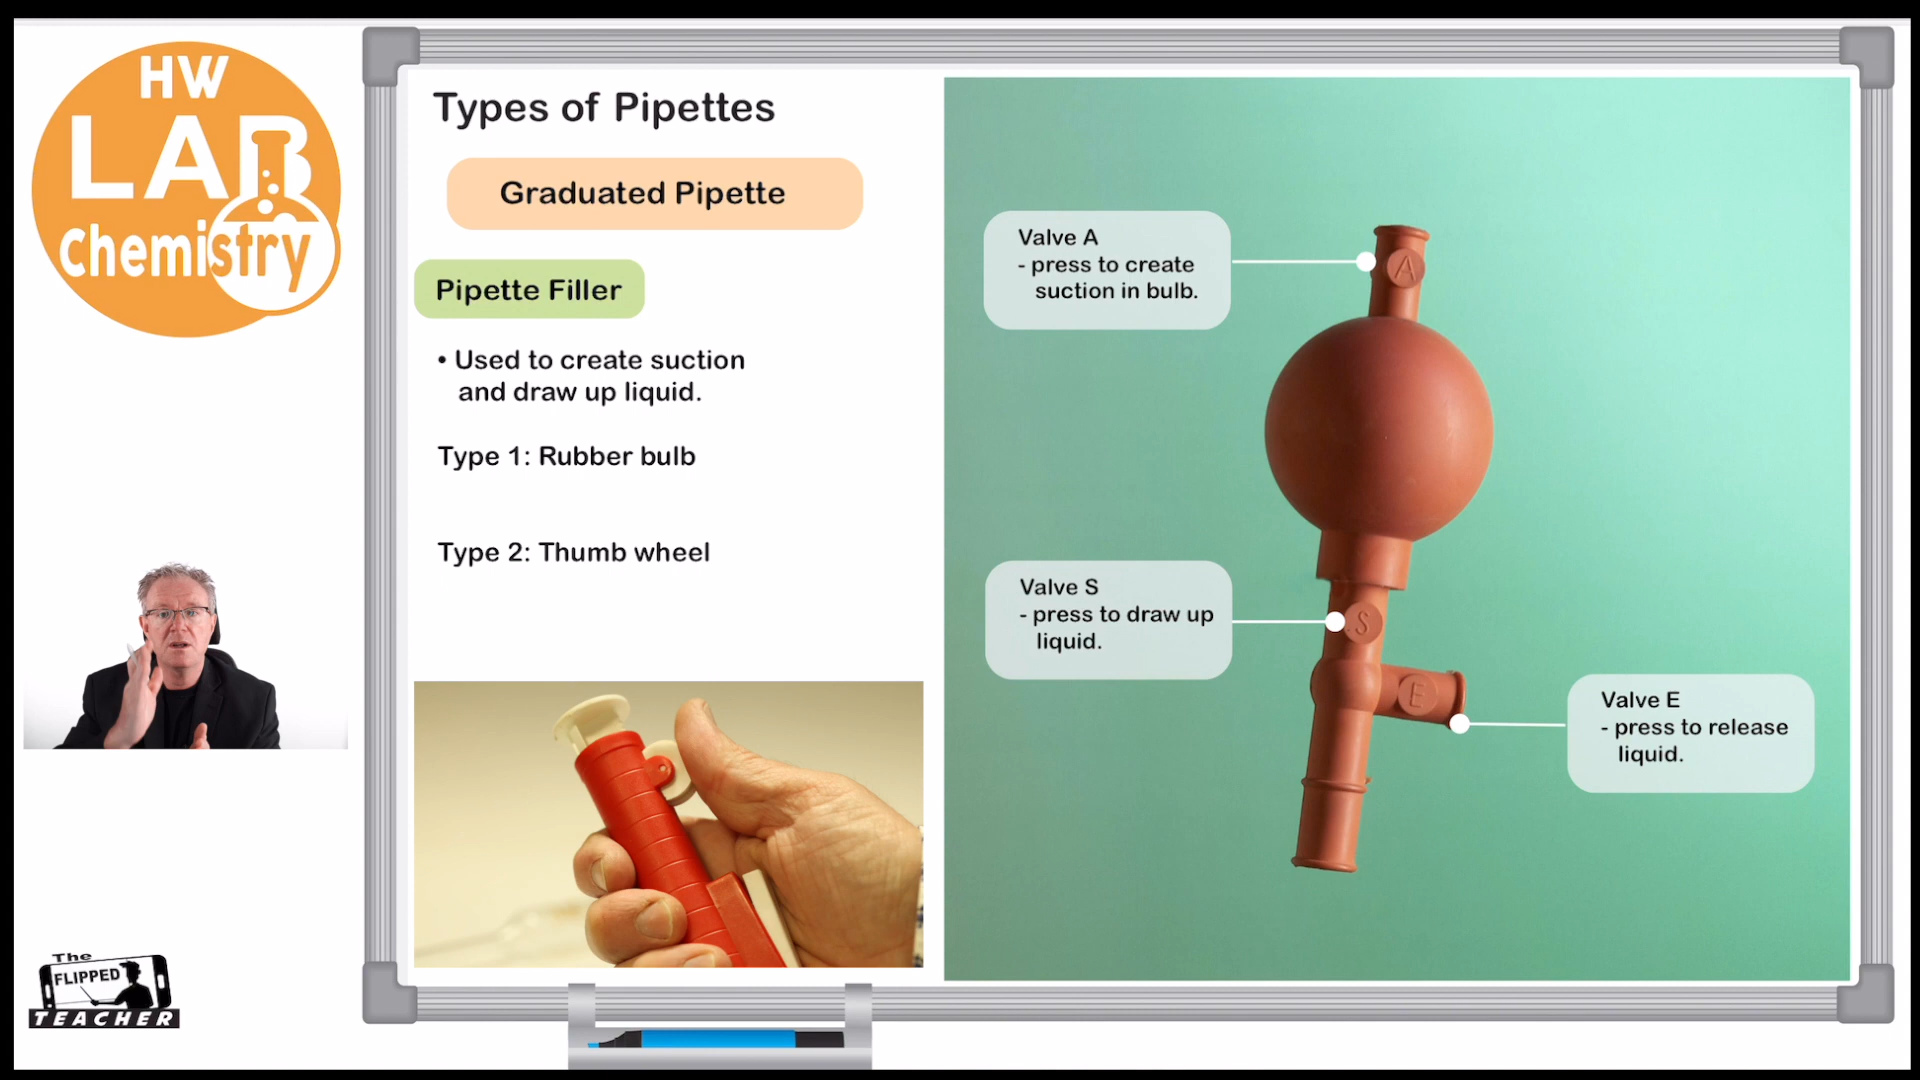 HW
LAB
Chemistry
Types of Pipettes
Graduated Pipette
Pipette Filler
• Used to create suction
and draw up liquid.
Type 1: Rubber bulb
Type 2: Thumb wheel
Valve A
- press to create
suction in bulb.
A
Valve S
- press to draw up
liquid.
S
E
Valve E
- press to release
liquid.
The
FLIPPED
TEACHER